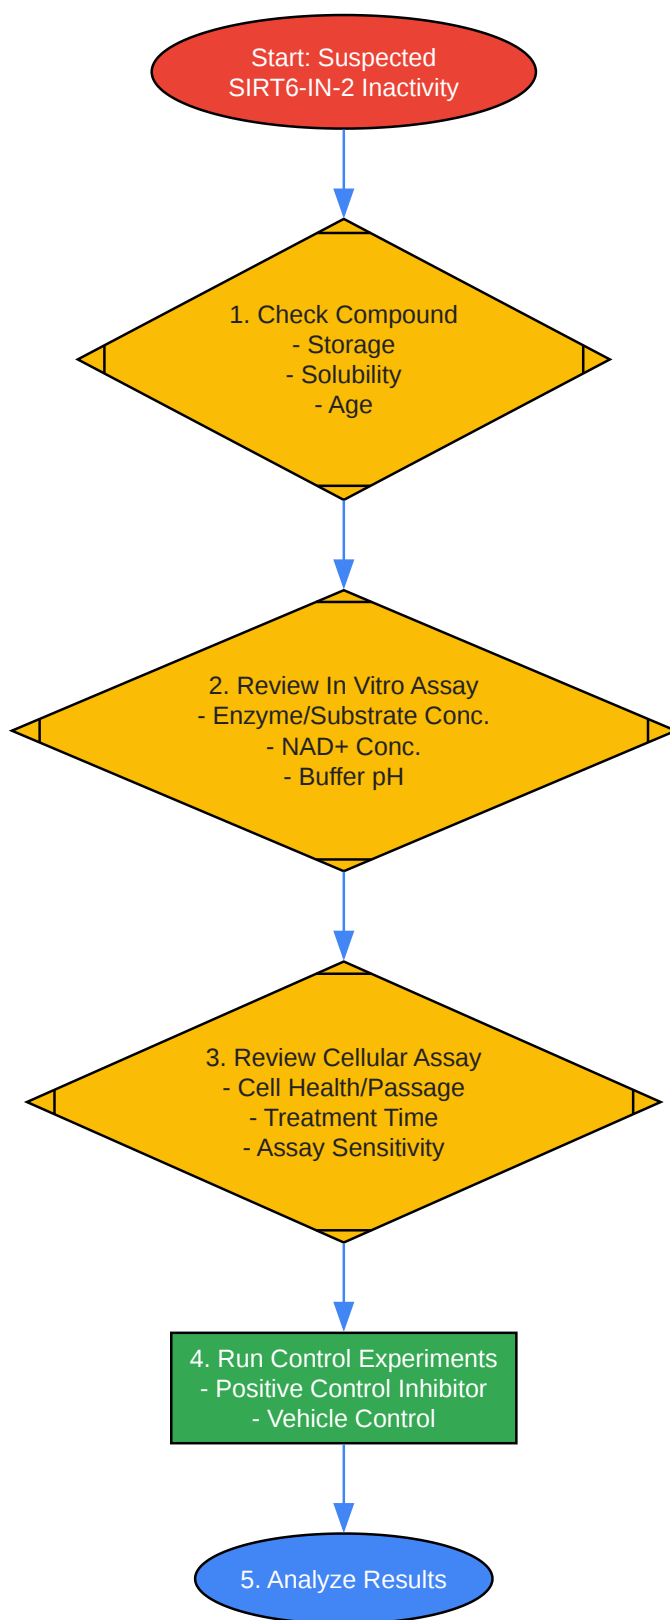 Start: Suspected
SIRT6-IN-2 Inactivity
1. Check Compound
- Storage
- Solubility
- Age
2. Review In Vitro Assay
- Enzyme/Substrate Conc.
- NAD+ Conc.
- Buffer pH
3. Review Cellular Assay
- Cell Health/Passage
- Treatment Time
- Assay Sensitivity
4. Run Control Experiments
- Positive Control Inhibitor
- Vehicle Control
5. Analyze Results